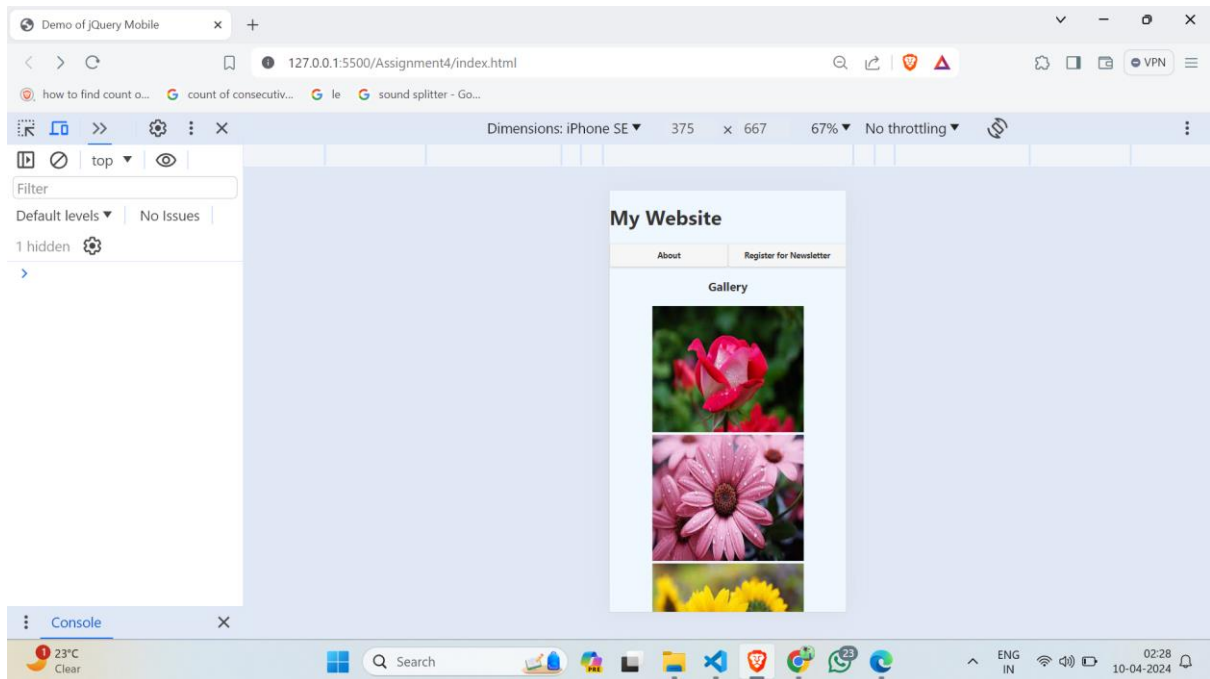 Demo of jQuery Mobile
127.0.0.1:5500/Assignment4/index.html
VPN
how to find count o...
count of consecutiv...
le
sound splitter - Go...
Dimensions: iPhone SE
375 x 667
67%
No throttling
top
Filter
Default levels
No Issues
1 hidden
My Website
About
Register for Newsletter
Gallery
Console
1
23°C
Clear
Search
PRE
23
ENG
IN
02:28
10-04-2024